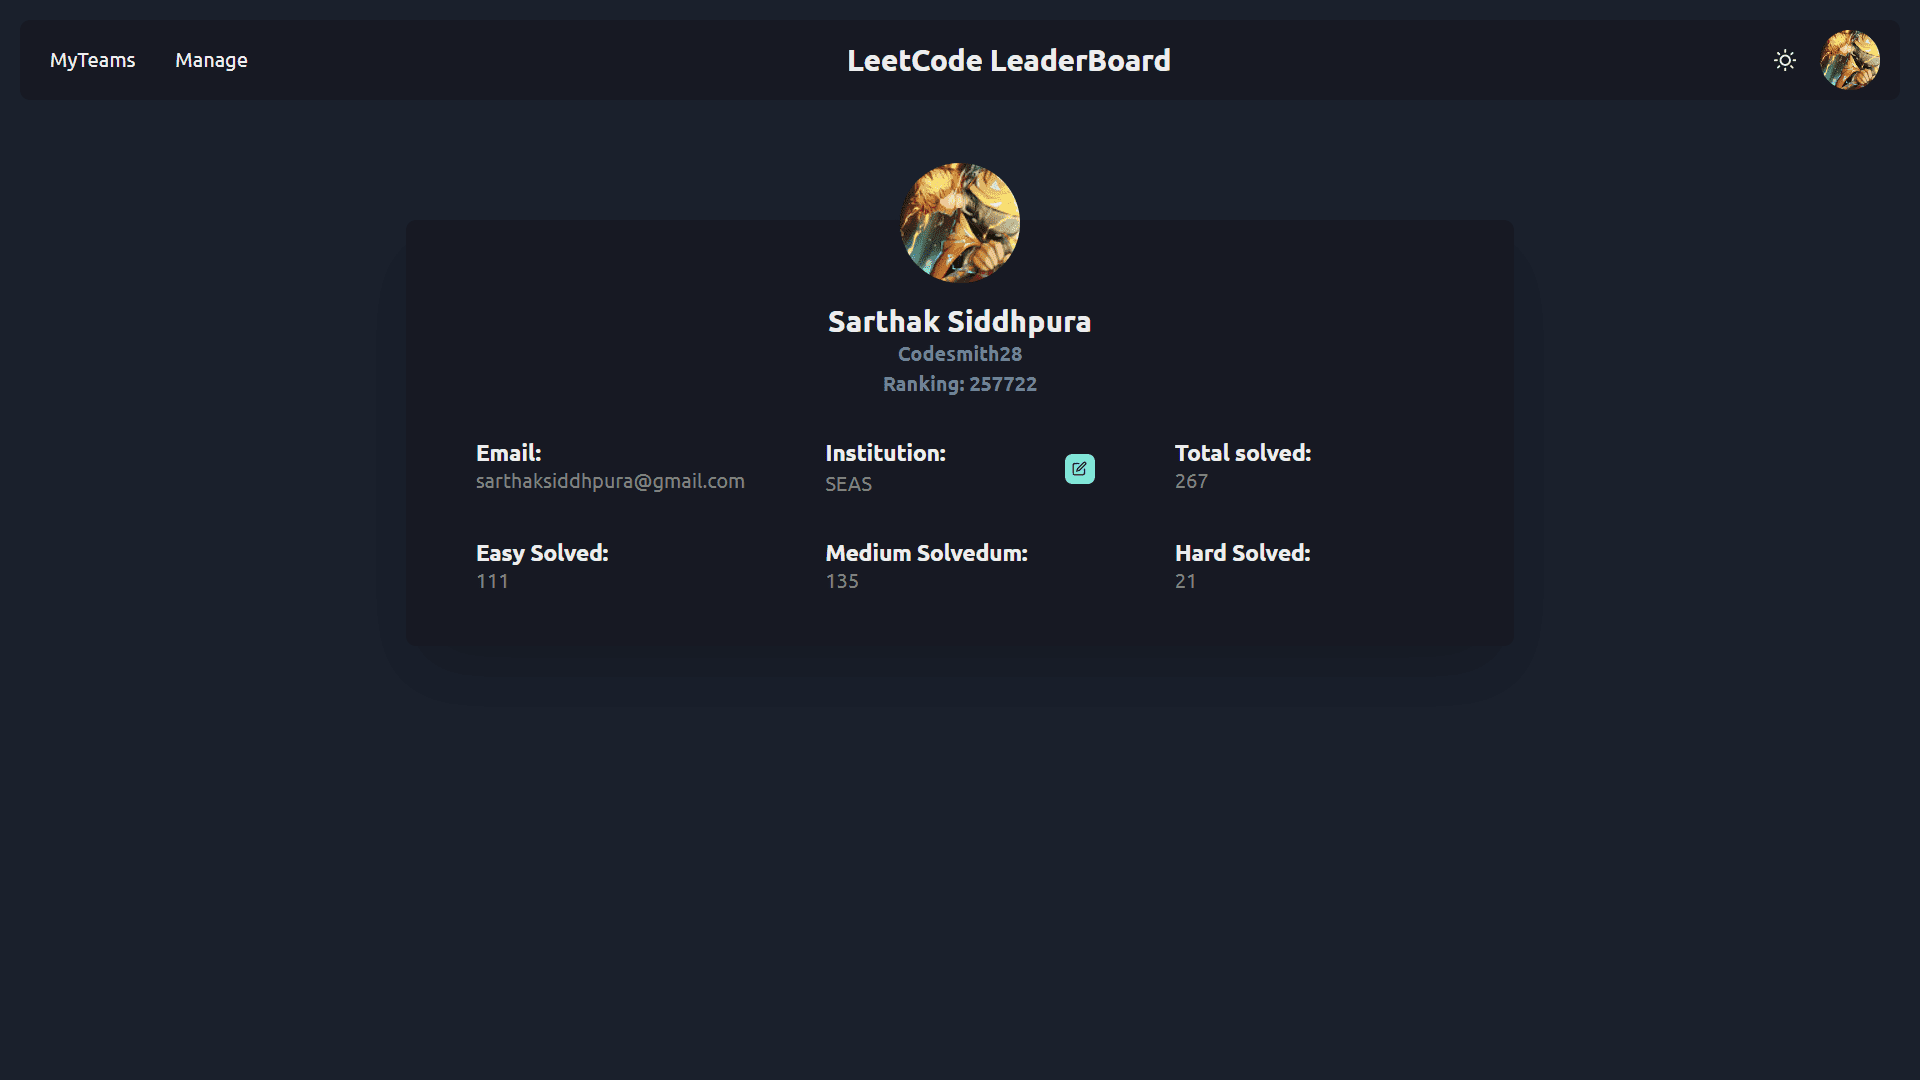 MyTeams Manage LeetCode LeaderBoard
Sarthak Siddhpura
Codesmith28
Ranking: 257722
Email: Institution: Total solved:
sarthaksiddhpura@gmail.com SEAS 267
Easy Solved: Medium Solvedum: Hard Solved:
111 135 21